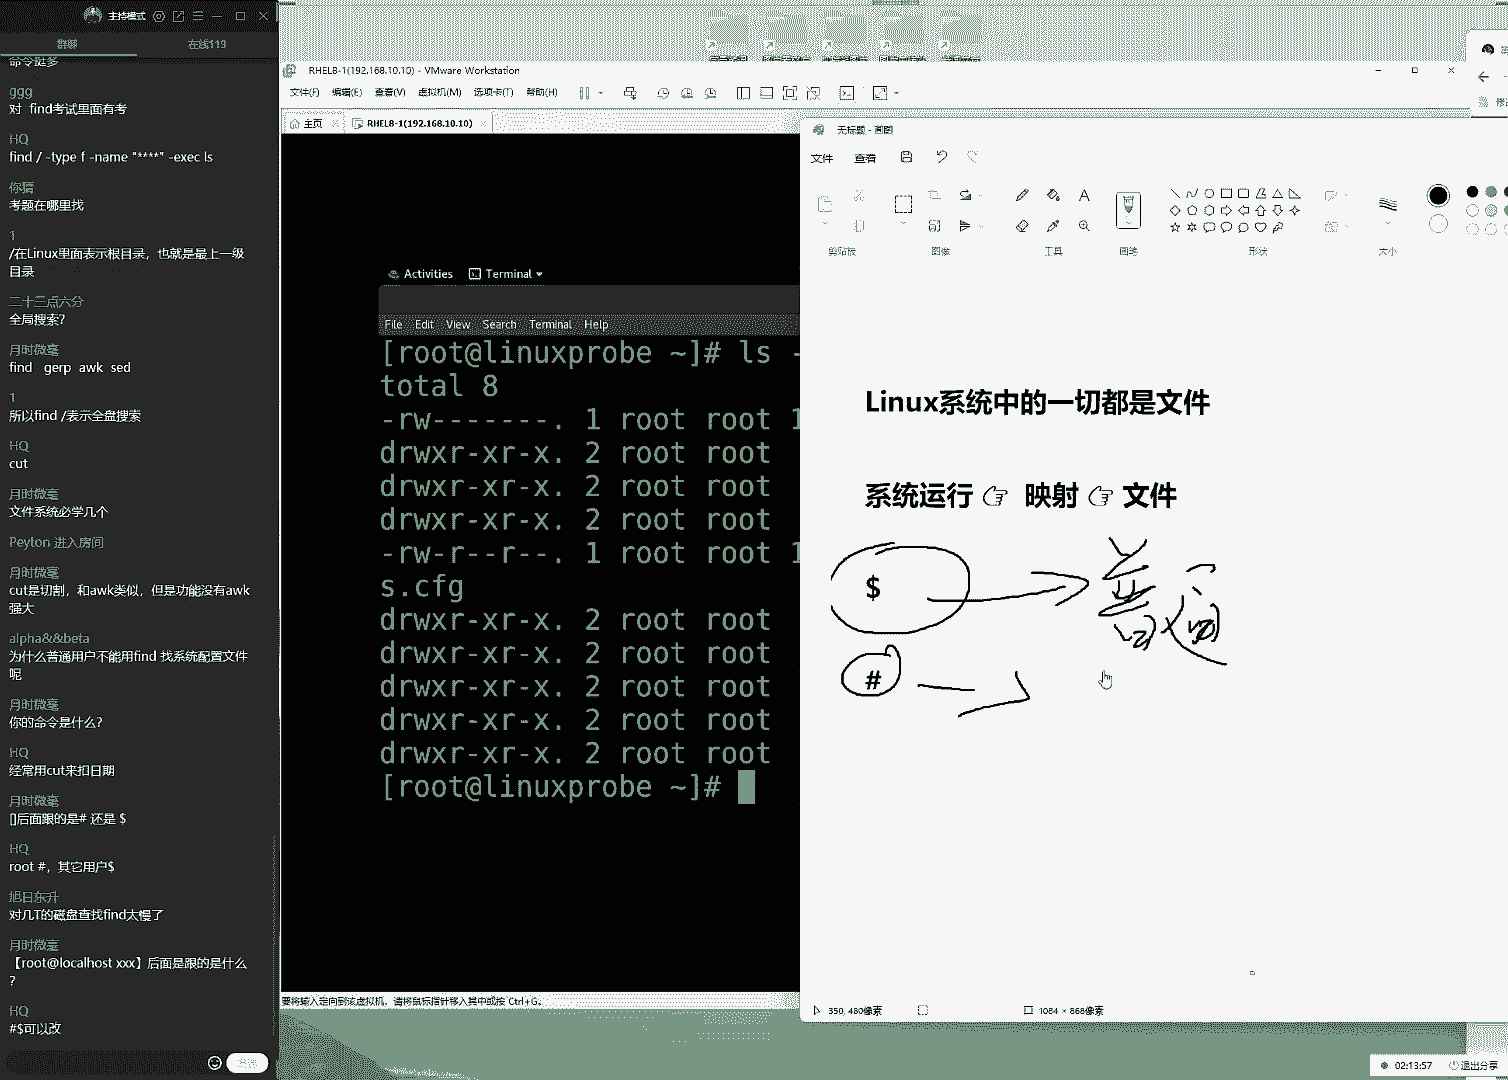 主持模式
群聊
在线113
命令挺多
ggg
对  find考试里面有考
HQ
find / -type f -name "****" -exec ls
你猜
考题在哪里找
1
/在Linux里面表示根目录，也就是最上一级
目录
二十三点六分
全局搜索?
月时微毫
find   gerp  awk  sed
1
所以find /表示全盘搜索
HQ
cut
月时微毫
文件系统必学几个
Peyton 进入房间
月时微毫
cut是切割，和awk类似，但是功能没有awk
强大
alpha&&beta
为什么普通用户不能用find 找系统配置文件
呢
月时微毫
你的命令是什么?
HQ
经常用cut来扣日期
月时微毫
[]后面跟的是# 还是 $
HQ
root #，其它用户$
旭日东升
对几T的磁盘查找find太慢了
月时微毫
【root@localhost xxx】后面是跟的是什么
?
HQ
#$可以改
RHEL8-1(192.168.10.10) - VMware Workstation
文件(F) 编辑(E) 查看(V) 虚拟机(M) 选项卡(T) 帮助(H)
主页 RHEL8-1(192.168.10.10)
Activities Terminal
File Edit View Search Terminal Help
[root@linuxprobe ~]# ls -
total 8
-rw-------. 1 root root 1
drwxr-xr-x. 2 root root
drwxr-xr-x. 2 root root
drwxr-xr-x. 2 root root
-rw-r--r--. 1 root root 1
s.cfg
drwxr-xr-x. 2 root root
drwxr-xr-x. 2 root root
drwxr-xr-x. 2 root root
drwxr-xr-x. 2 root root
drwxr-xr-x. 2 root root
[root@linuxprobe ~]#
要将输入定向到该虚拟机，请将鼠标指针移入其中或按 Ctrl+G。
无标题 - 画图
文件 查看
剪贴板 图像 工具 画笔 形状 大小
Linux系统中的一切都是文件
系统运行 👉 映射 👉 文件
$ 普通
#
350, 480像素 1084 × 868像素
02:13:57 退出分享